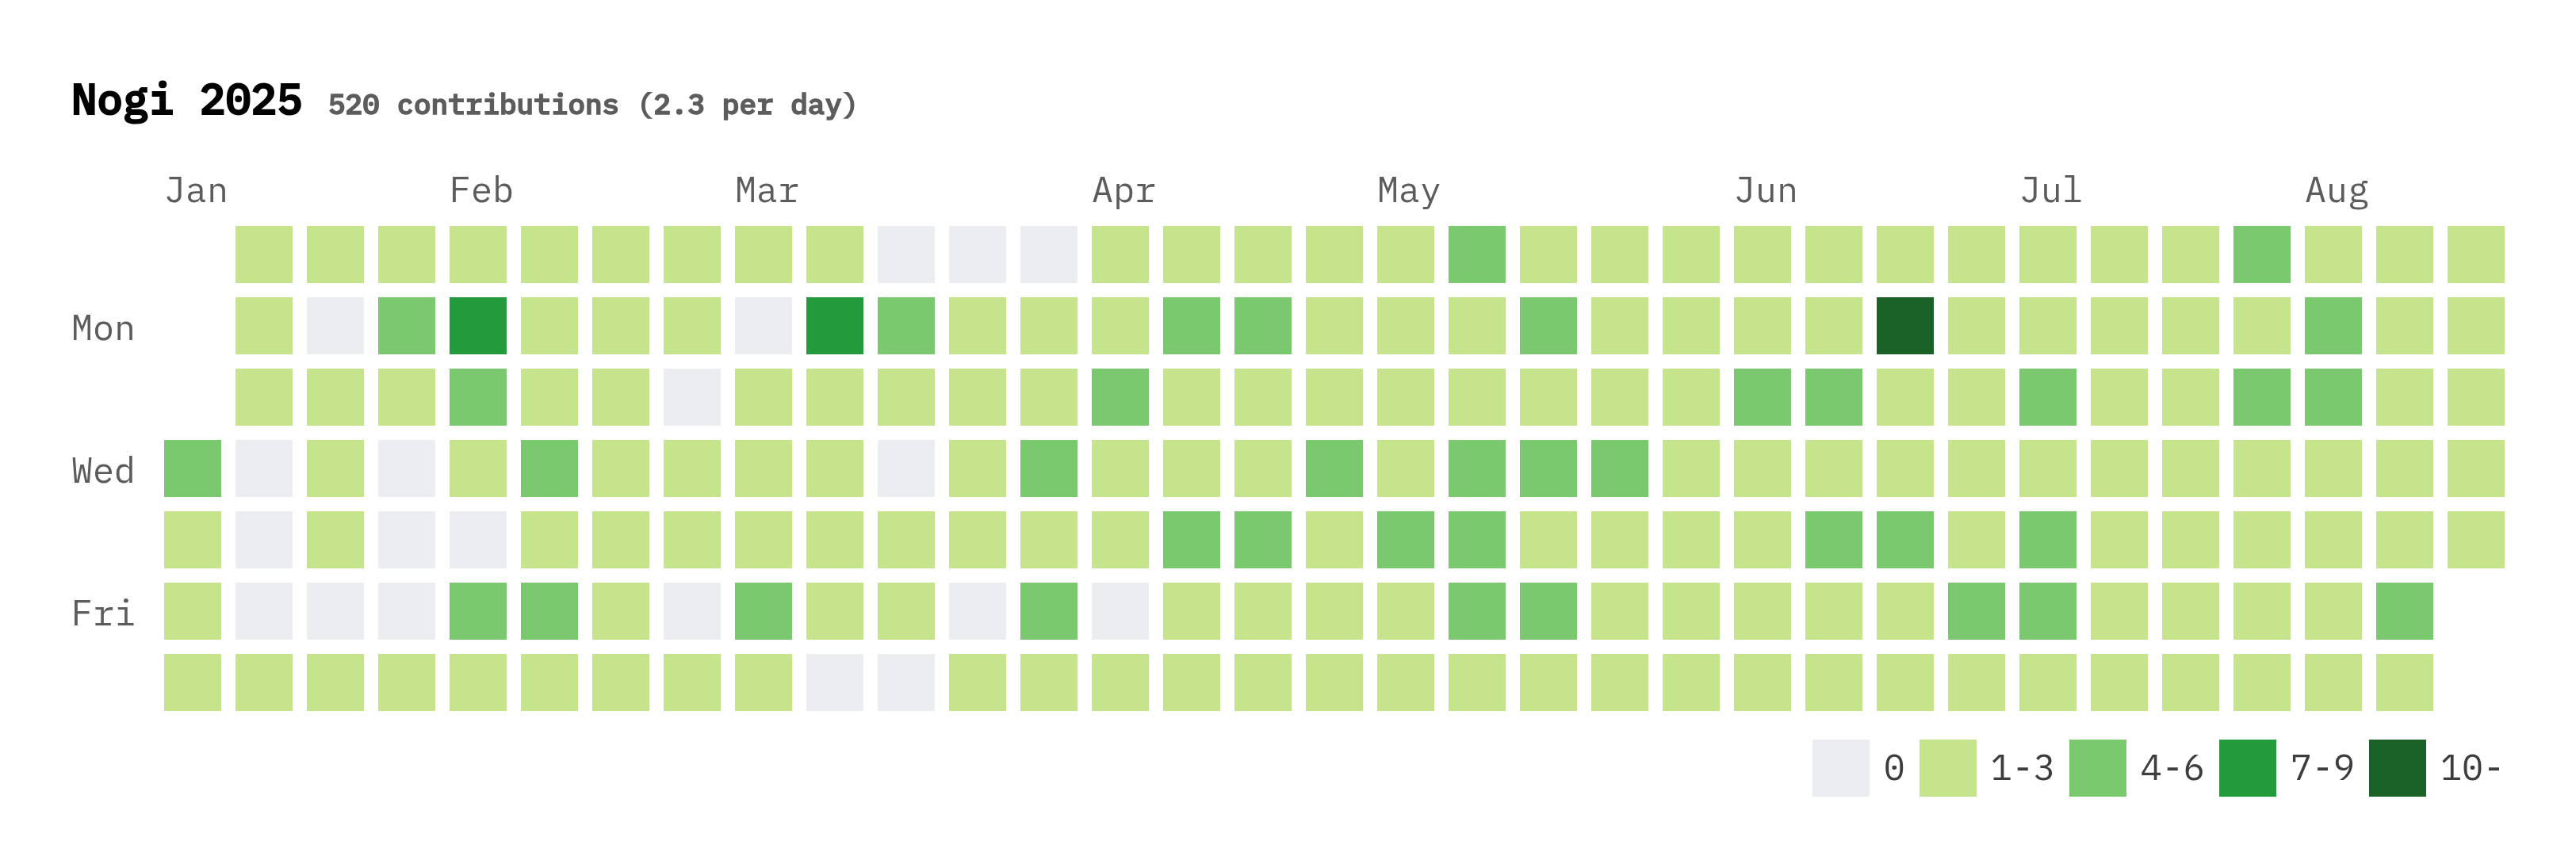 Nogi 2025 520 contributions (2.3 per day)
Jan Feb Mar Apr May Jun Jul Aug
Mon
Wed
Fri
0 1-3 4-6 7-9 10-